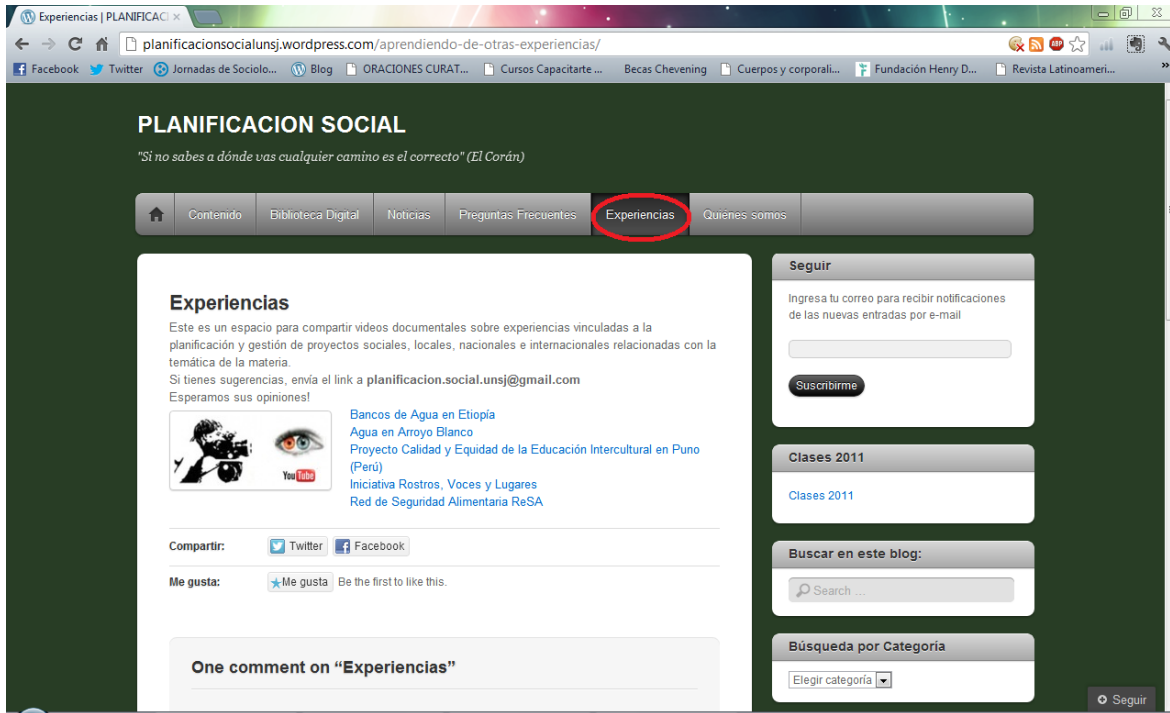 Experiencias | PLANIFICACI
planificacionsocialunsj.wordpress.com/aprendiendo-de-otras-experiencias/
Facebook Twitter Jornadas de Sociolo... Blog ORACIONES CURAT... Cursos Capacitarte ... Becas Chevening Cuerpos y corporali... Fundación Henry D... Revista Latinoameri... »
PLANIFICACION SOCIAL
"Si no sabes a dónde vas cualquier camino es el correcto" (El Corán)
Contenido Biblioteca Digital Noticias Preguntas Frecuentes Experiencias Quiénes somos
Experiencias
Este es un espacio para compartir videos documentales sobre experiencias vinculadas a la
planificación y gestión de proyectos sociales, locales, nacionales e internacionales relacionadas con la
temática de la materia.
Si tienes sugerencias, envía el link a planificacion.social.unsj@gmail.com
Esperamos sus opiniones!
You Tube
Bancos de Agua en Etiopía
Agua en Arroyo Blanco
Proyecto Calidad y Equidad de la Educación Intercultural en Puno
(Perú)
Iniciativa Rostros, Voces y Lugares
Red de Seguridad Alimentaria ReSA
Compartir: Twitter Facebook
Me gusta: Me gusta Be the first to like this.
One comment on “Experiencias”
Seguir
Ingresa tu correo para recibir notificaciones
de las nuevas entradas por e-mail
Suscribirme
Clases 2011
Clases 2011
Buscar en este blog:
Search ...
Búsqueda por Categoría
Elegir categoría
Seguir